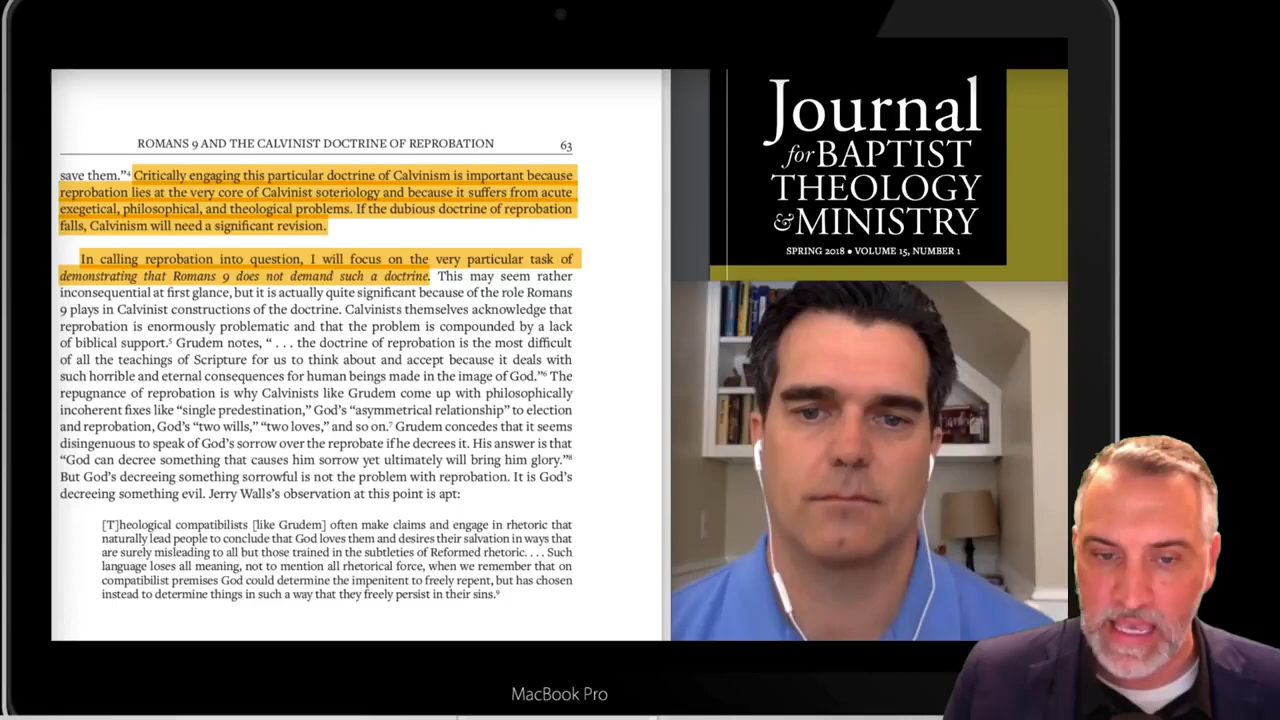 ROMANS 9 AND THE CALVINIST DOCTRINE OF REPROBATION 63
save them.”⁴ Critically engaging this particular doctrine of Calvinism is important because
reprobation lies at the very core of Calvinist soteriology and because it suffers from acute
exegetical, philosophical, and theological problems. If the dubious doctrine of reprobation
falls, Calvinism will need a significant revision.
In calling reprobation into question, I will focus on the very particular task of
demonstrating that Romans 9 does not demand such a doctrine. This may seem rather
inconsequential at first glance, but it is actually quite significant because of the role Romans
9 plays in Calvinist constructions of the doctrine. Calvinists themselves acknowledge that
reprobation is enormously problematic and that the problem is compounded by a lack
of biblical support.⁵ Grudem notes, “ . . . the doctrine of reprobation is the most difficult
of all the teachings of Scripture for us to think about and accept because it deals with
such horrible and eternal consequences for human beings made in the image of God.”⁶ The
repugnance of reprobation is why Calvinists like Grudem come up with philosophically
incoherent fixes like “single predestination,” God’s “asymmetrical relationship” to election
and reprobation, God’s “two wills,” “two loves,” and so on.⁷ Grudem concedes that it seems
disingenuous to speak of God’s sorrow over the reprobate if he decrees it. His answer is that
“God can decree something that causes him sorrow yet ultimately will bring him glory.”⁸
But God’s decreeing something sorrowful is not the problem with reprobation. It is God’s
decreeing something evil. Jerry Walls’s observation at this point is apt:
[T]heological compatibilists [like Grudem] often make claims and engage in rhetoric that
naturally lead people to conclude that God loves them and desires their salvation in ways that
are surely misleading to all but those trained in the subtleties of Reformed rhetoric. . . . Such
language loses all meaning, not to mention all rhetorical force, when we remember that on
compatibilist premises God could determine the impenitent to freely repent, but has chosen
instead to determine things in such a way that they freely persist in their sins.⁹
Journal
for BAPTIST
THEOLOGY
& MINISTRY
SPRING 2018 • VOLUME 15, NUMBER 1
MacBook Pro